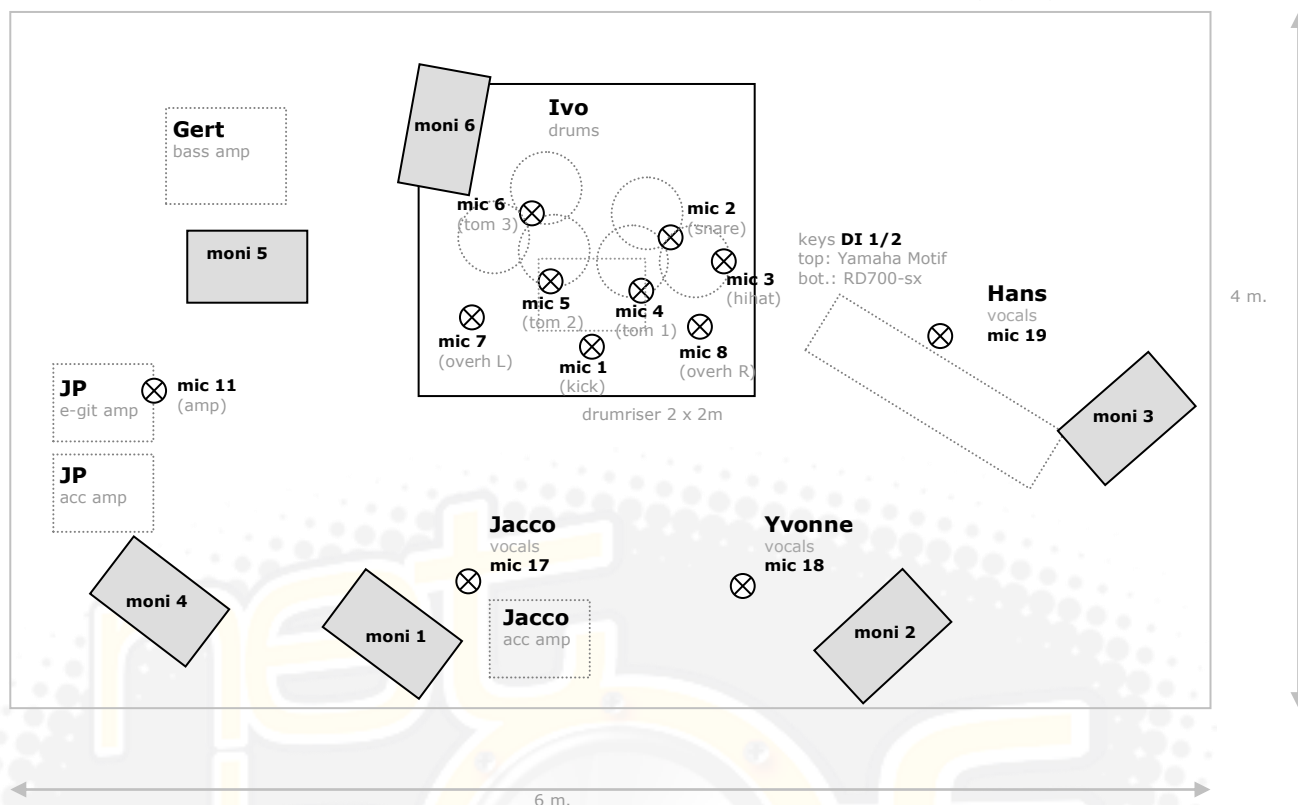 Gert
bass amp
moni 5
moni 6
Ivo
drums
mic 6
(tom 3)
mic 2
(snare)
mic 3
(hihat)
mic 5
(tom 2)
mic 4
(tom 1)
mic 7
(overh L)
mic 1
(kick)
mic 8
(overh R)
drumriser 2 x 2m
keys DI 1/2
top: Yamaha Motif
bot.: RD700-sx
Hans
vocals
mic 19
moni 3
4 m.
JP
e-git amp
mic 11
(amp)
JP
acc amp
moni 4
moni 1
Jacco
vocals
mic 17
Jacco
acc amp
Yvonne
vocals
mic 18
moni 2
6 m.
net